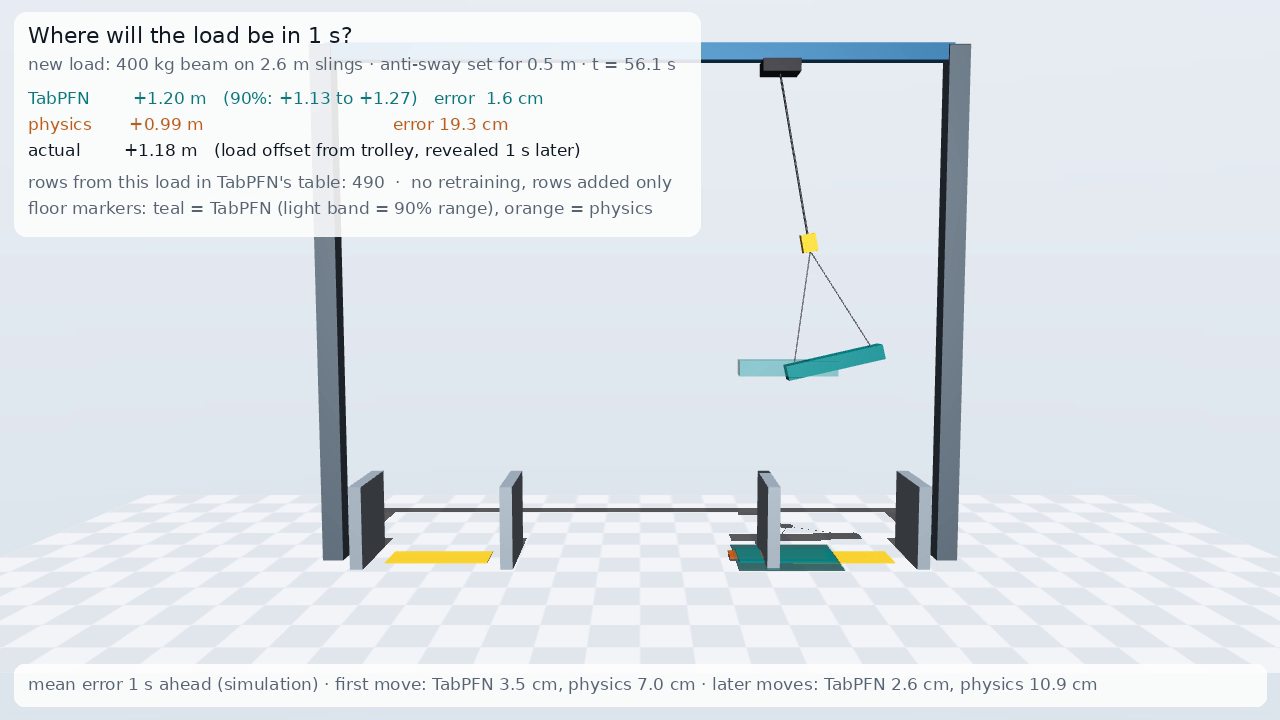 Where will the load be in 1 s?
new load: 400 kg beam on 2.6 m slings · anti-sway set for 0.5 m · t = 56.1 s
TabPFN +1.20 m (90%: +1.13 to +1.27) error 1.6 cm
physics +0.99 m error 19.3 cm
actual +1.18 m (load offset from trolley, revealed 1 s later)
rows from this load in TabPFN's table: 490 · no retraining, rows added only
floor markers: teal = TabPFN (light band = 90% range), orange = physics
mean error 1 s ahead (simulation) · first move: TabPFN 3.5 cm, physics 7.0 cm · later moves: TabPFN 2.6 cm, physics 10.9 cm